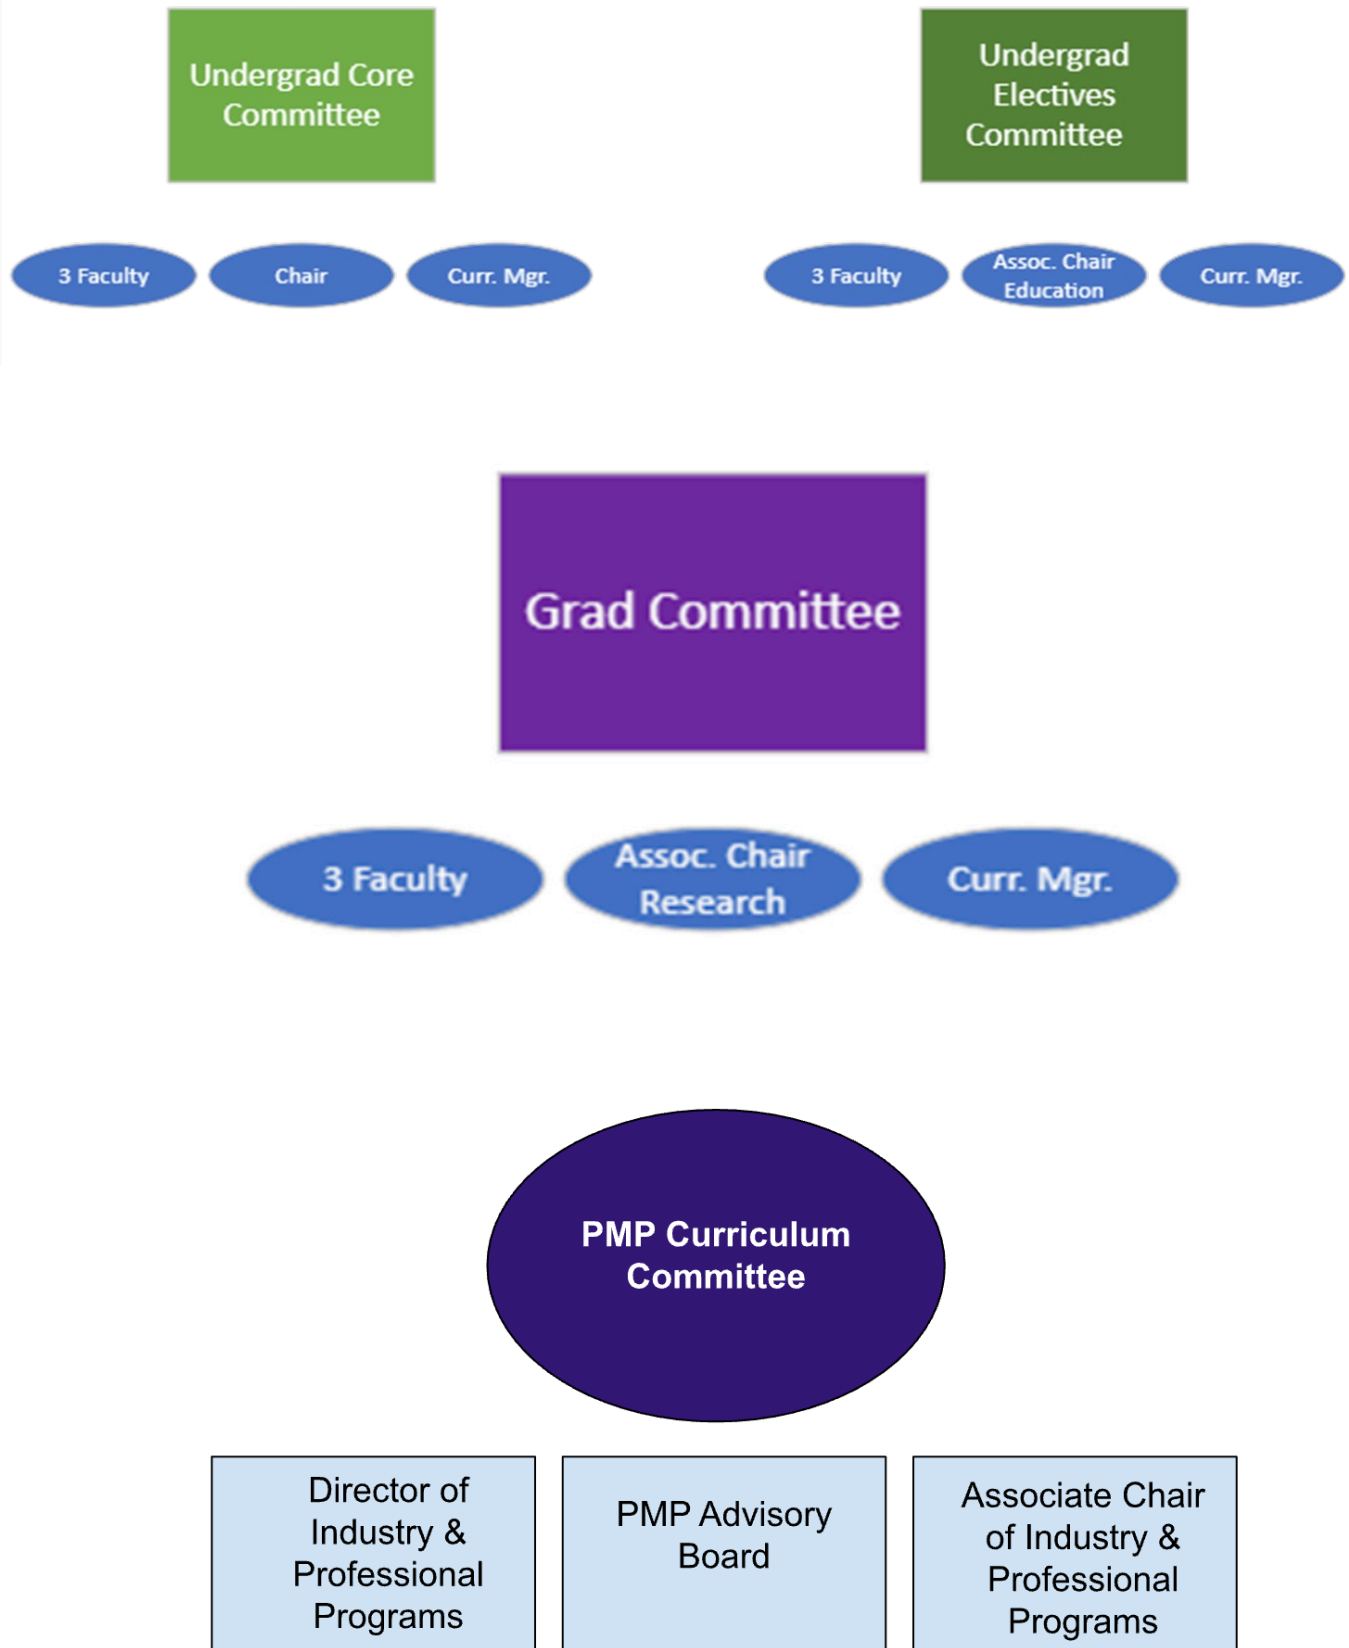 Undergrad Core
Committee
Undergrad
Electives
Committee
3 Faculty
Chair
Curr. Mgr.
3 Faculty
Assoc. Chair
Education
Curr. Mgr.
Grad Committee
3 Faculty
Assoc. Chair
Research
Curr. Mgr.
PMP Curriculum
Committee
Director of
Industry &
Professional
Programs
PMP Advisory
Board
Associate Chair
of Industry &
Professional
Programs